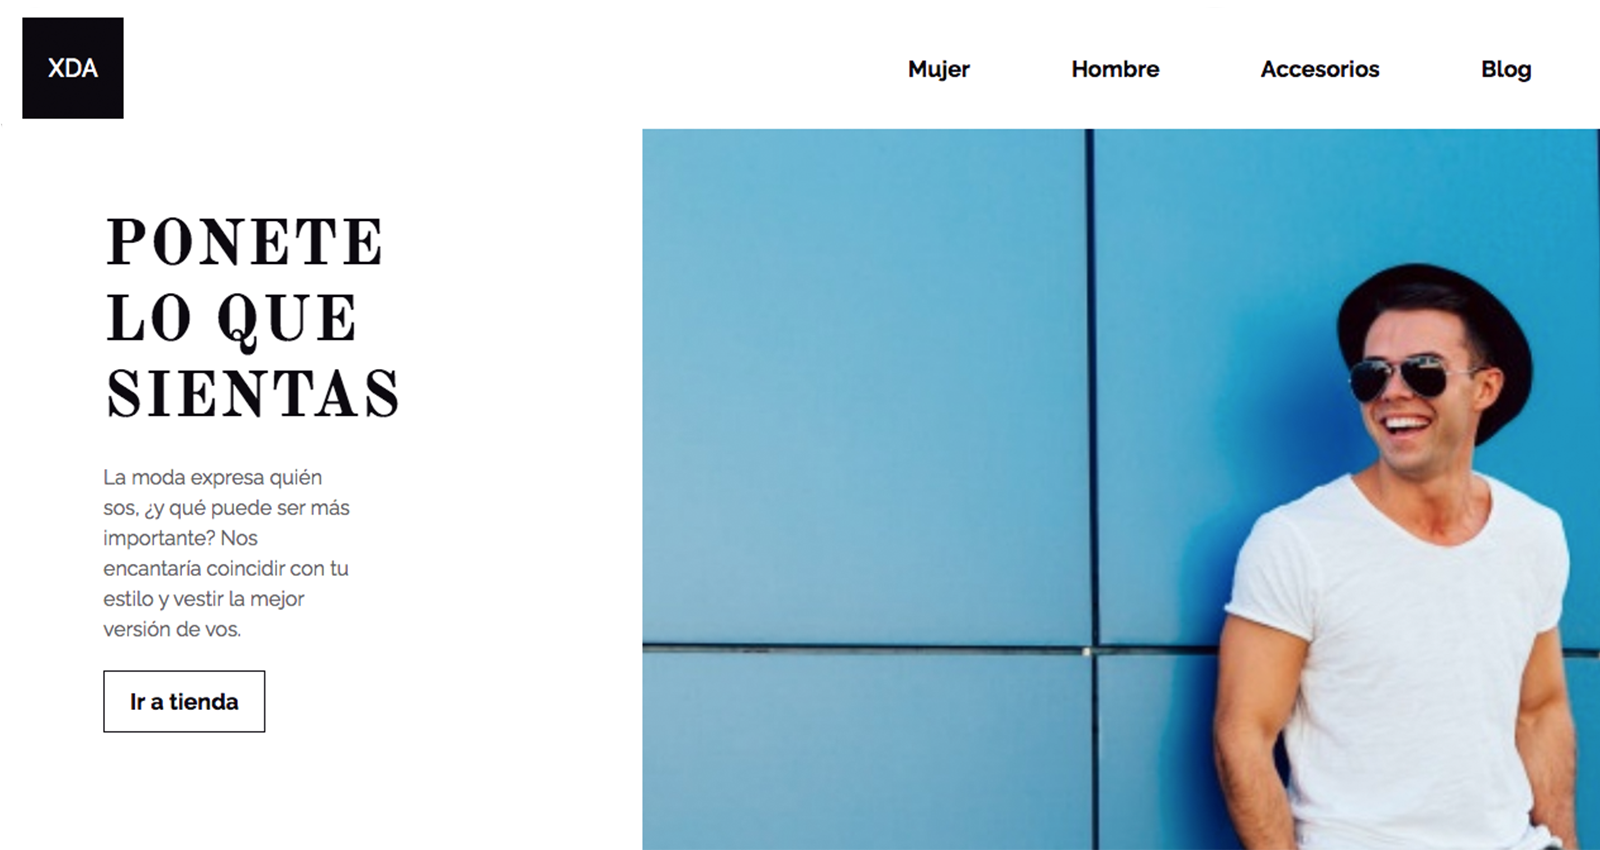 XDA
Mujer
Hombre
Accesorios
Blog
PONETE
LO QUE
SIENTAS
La moda expresa quién
sos, ¿y qué puede ser más
importante? Nos
encantaría coincidir con tu
estilo y vestir la mejor
versión de vos.
Ir a tienda